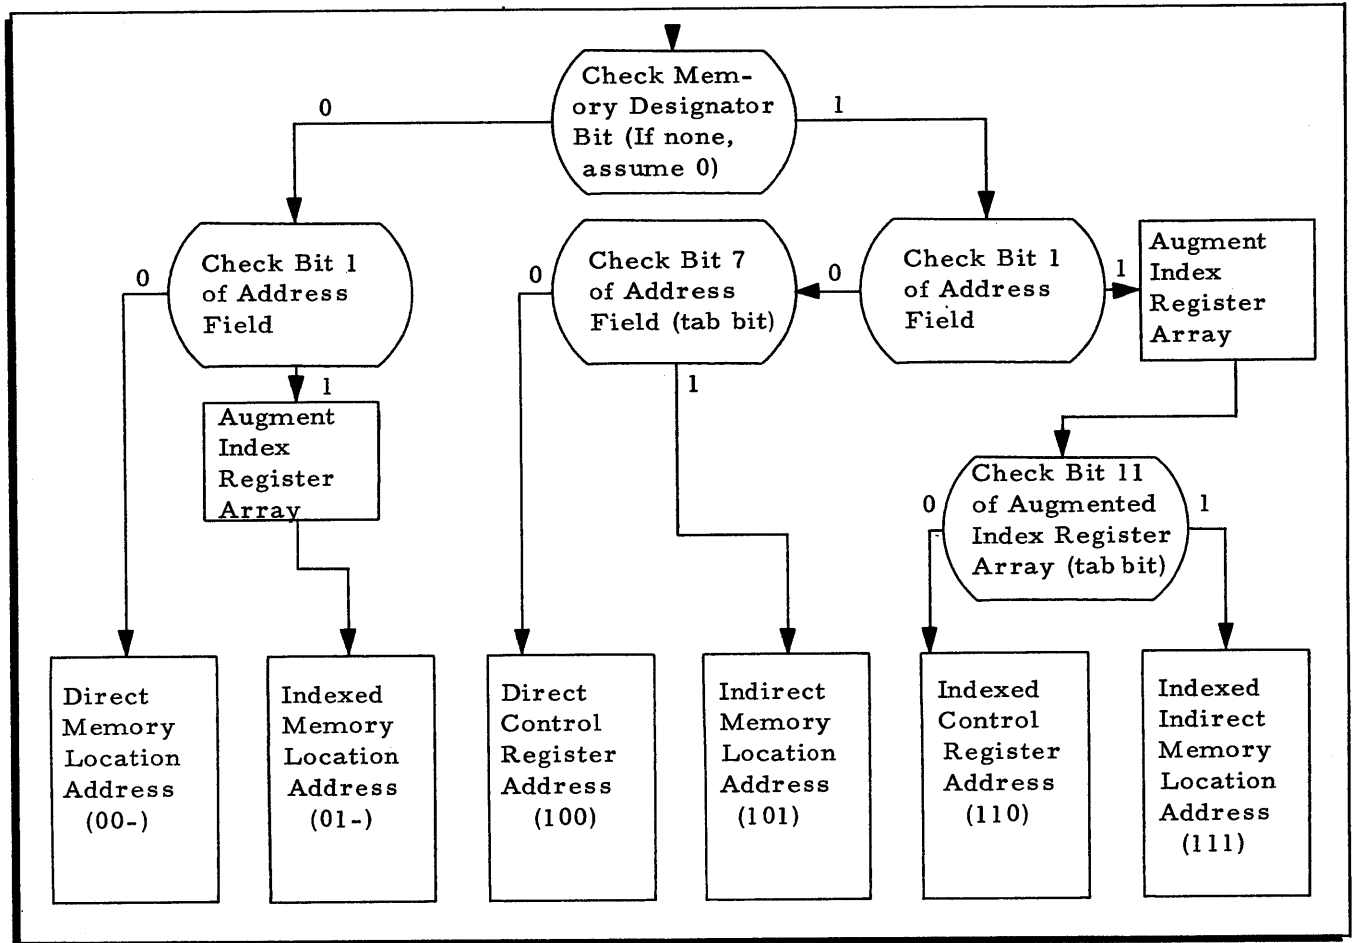 Check Mem-
ory Designator
Bit (If none,
assume 0)
0
1
Check Bit 1
of Address
Field
0
1
Check Bit 7
of Address
Field (tab bit)
0
1
Check Bit 1
of Address
Field
0
1
Augment
Index
Register
Array
Augment
Index
Register
Array
Check Bit 11
of Augmented
Index Register
Array (tab bit)
0
1
Direct
Memory
Location
Address
(00-)
Indexed
Memory
Location
Address
(01-)
Direct
Control
Register
Address
(100)
Indirect
Memory
Location
Address
(101)
Indexed
Control
Register
Address
(110)
Indexed
Indirect
Memory
Location
Address
(111)